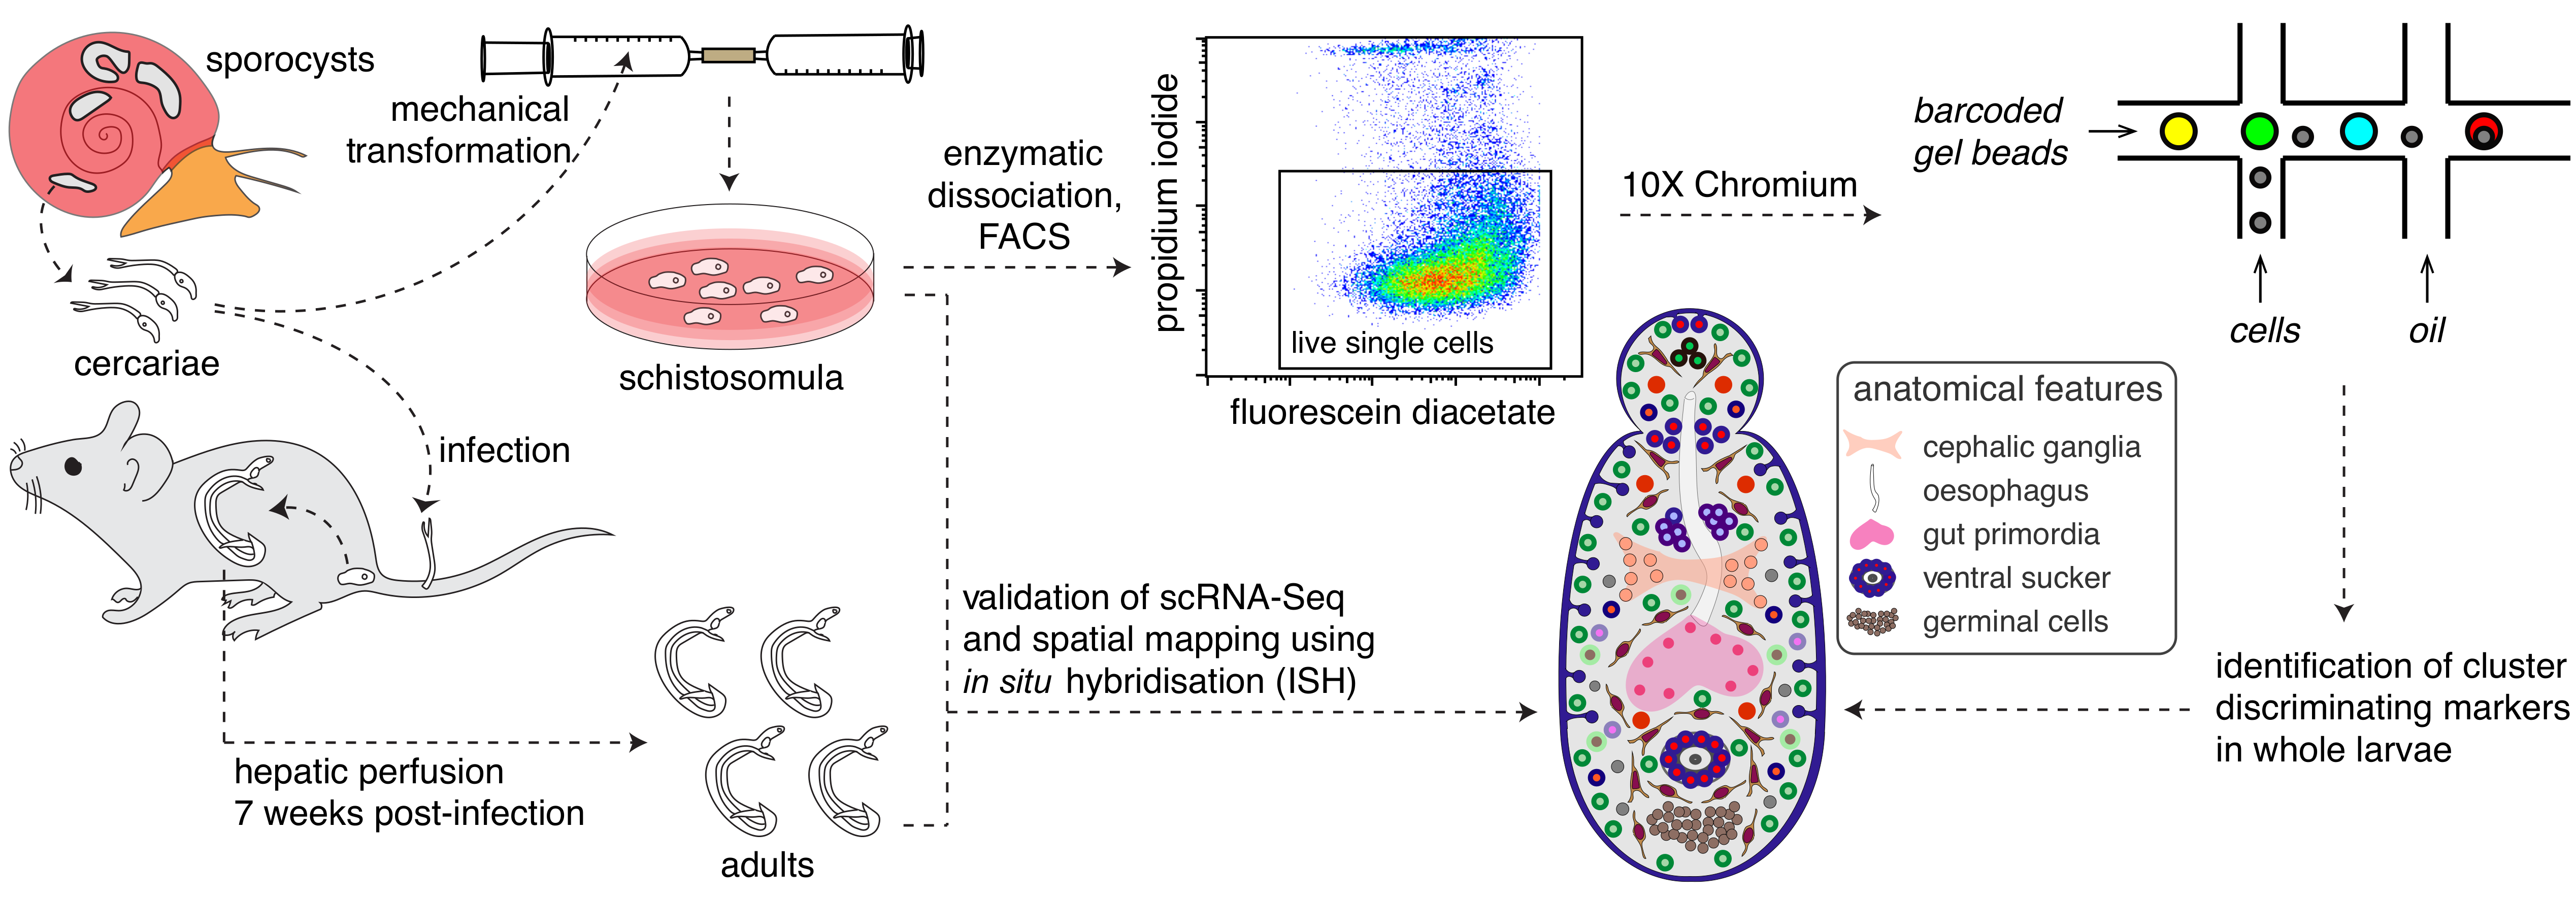 sporocysts
mechanical
transformation
cercariae
schistosomula
infection
hepatic perfusion
7 weeks post-infection
adults
enzymatic
dissociation,
FACS
propidium iodide
live single cells
fluorescein diacetate
validation of scRNA-Seq
and spatial mapping using
in situ hybridisation (ISH)
10X Chromium
barcoded
gel beads
cells
oil
anatomical features
cephalic ganglia
oesophagus
gut primordia
ventral sucker
germinal cells
identification of cluster
discriminating markers
in whole larvae